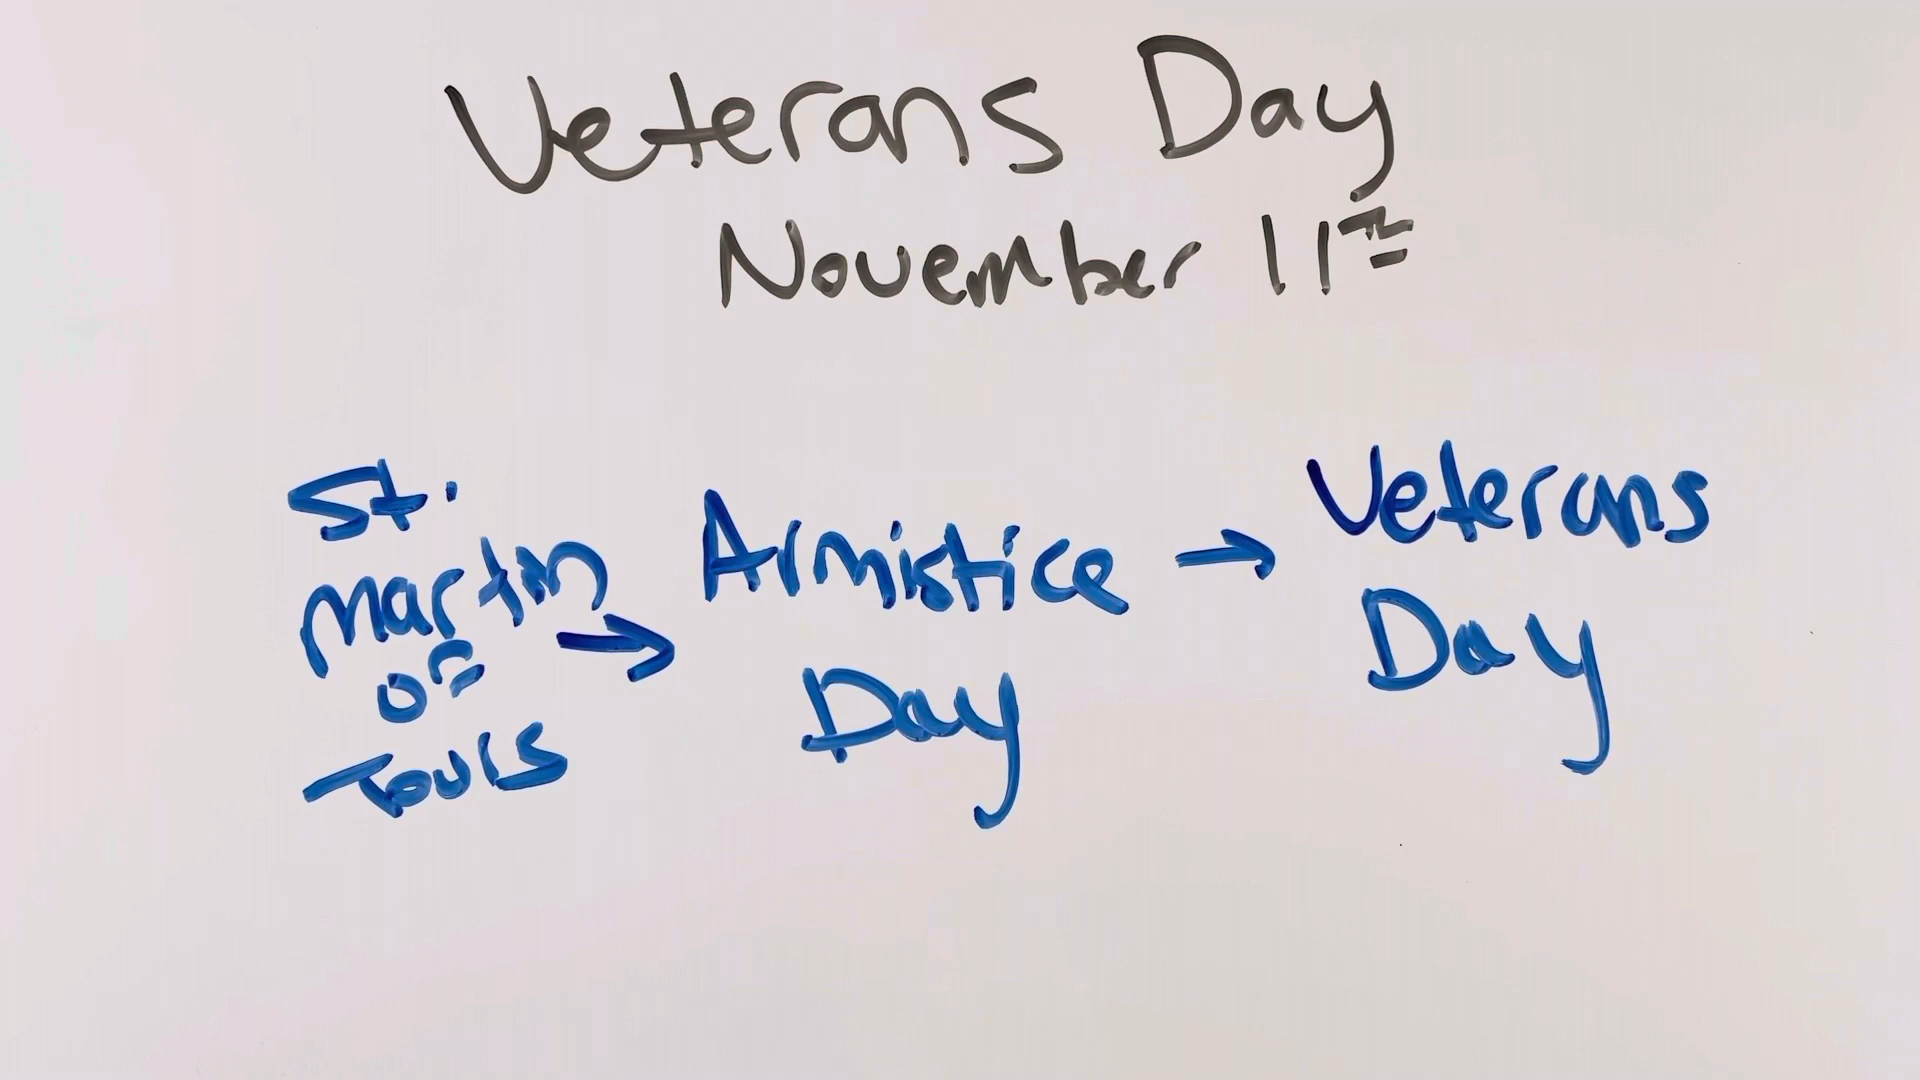 Veterans Day
November 11th
St.
Martin
of
Tours
→
Armistice
Day
→
Veterans
Day